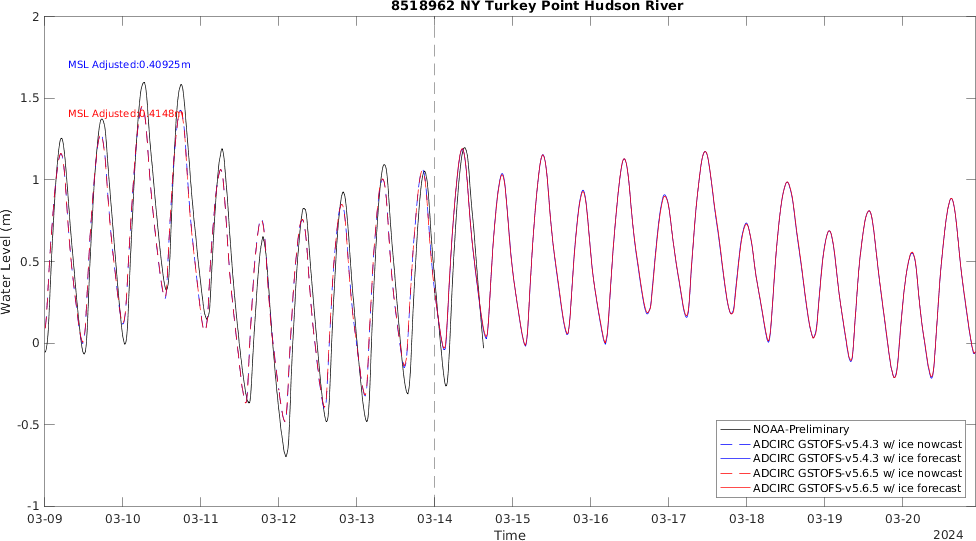 8518962 NY Turkey Point Hudson River
MSL Adjusted:0.40925m
MSL Adjusted:0.4148m
Water Level (m)
2
1.5
1
0.5
0
-0.5
-1
NOAA-Preliminary
ADCIRC GSTOFS-v5.4.3 w/ ice nowcast
ADCIRC GSTOFS-v5.4.3 w/ ice forecast
ADCIRC GSTOFS-v5.6.5 w/ ice nowcast
ADCIRC GSTOFS-v5.6.5 w/ ice forecast
03-09 03-10 03-11 03-12 03-13 03-14 03-15 03-16 03-17 03-18 03-19 03-20
Time
2024